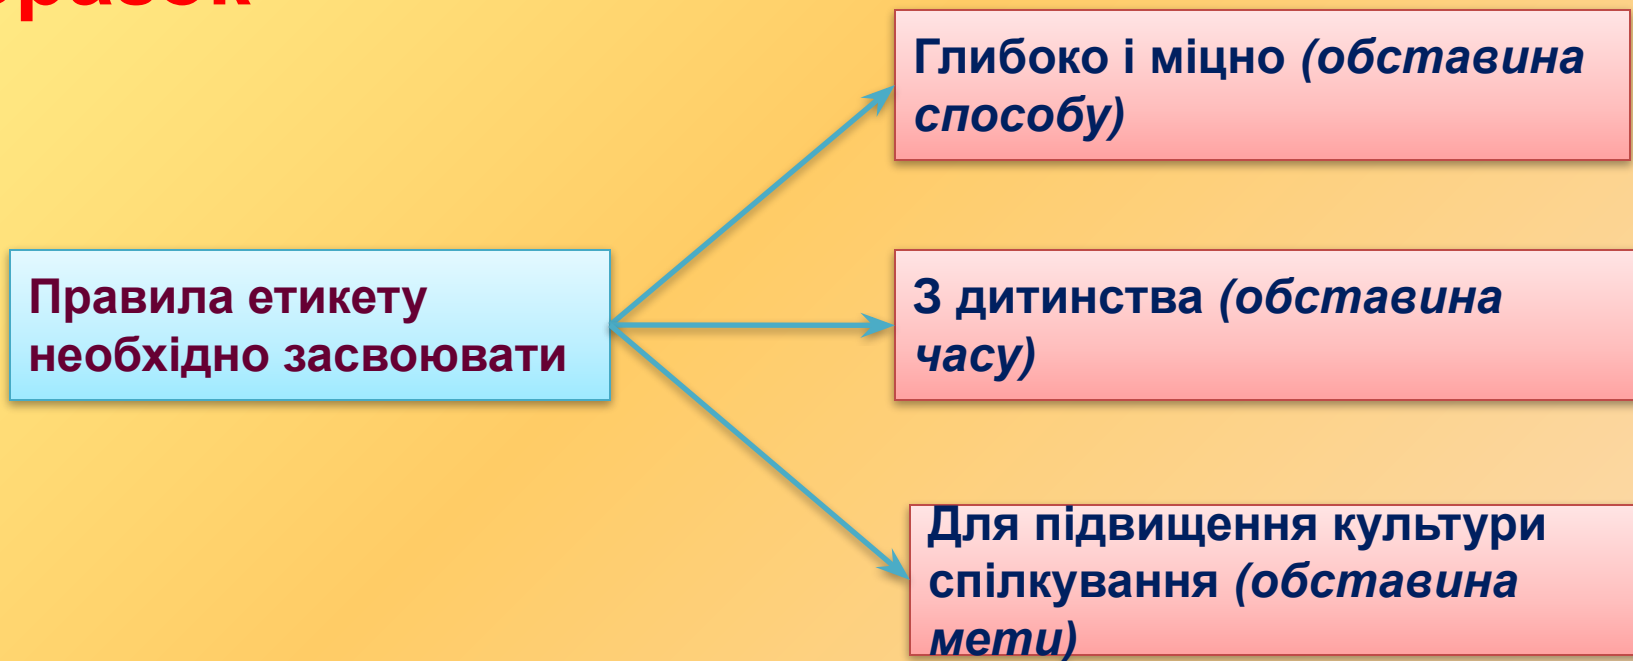 Глибоко і міцно (обставина
способу)
Правила етикету
необхідно засвоювати
З дитинства (обставина
часу)
Для підвищення культури
спілкування (обставина
мети)